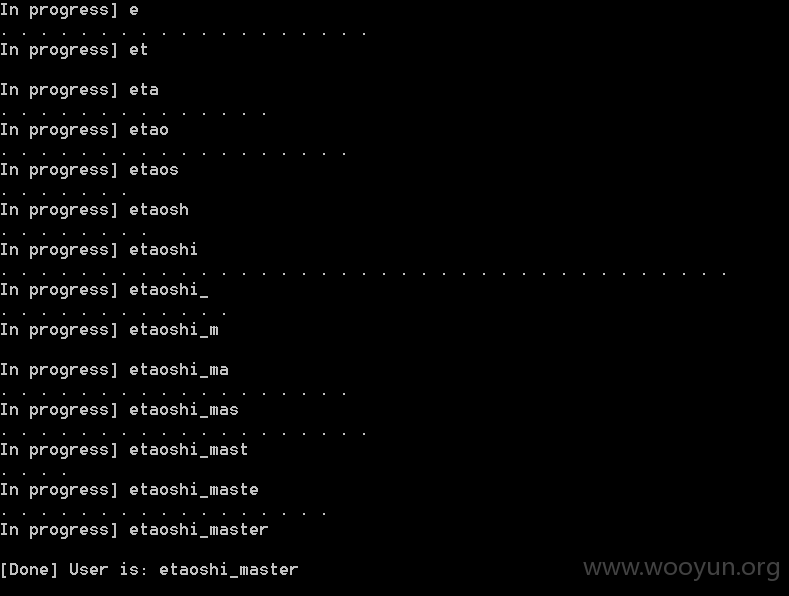 In progress] e
. . . . . . . . . . . . . . . . . . .
In progress] et
In progress] eta
. . . . . . . . . . . . . .
In progress] etao
. . . . . . . . . . . . . . . . . .
In progress] etaos
. . . . . . .
In progress] etaosh
. . . . . . . .
In progress] etaoshi
. . . . . . . . . . . . . . . . . . . . . . . . . . . . . . . . . . . . .
In progress] etaoshi_
. . . . . . . . . . . .
In progress] etaoshi_m
In progress] etaoshi_ma
. . . . . . . . . . . . . . . . . .
In progress] etaoshi_mas
. . . . . . . . . . . . . . . . . . .
In progress] etaoshi_mast
. . . .
In progress] etaoshi_maste
. . . . . . . . . . . . . . . . .
In progress] etaoshi_master
[Done] User is: etaoshi_master
www.wooyun.org